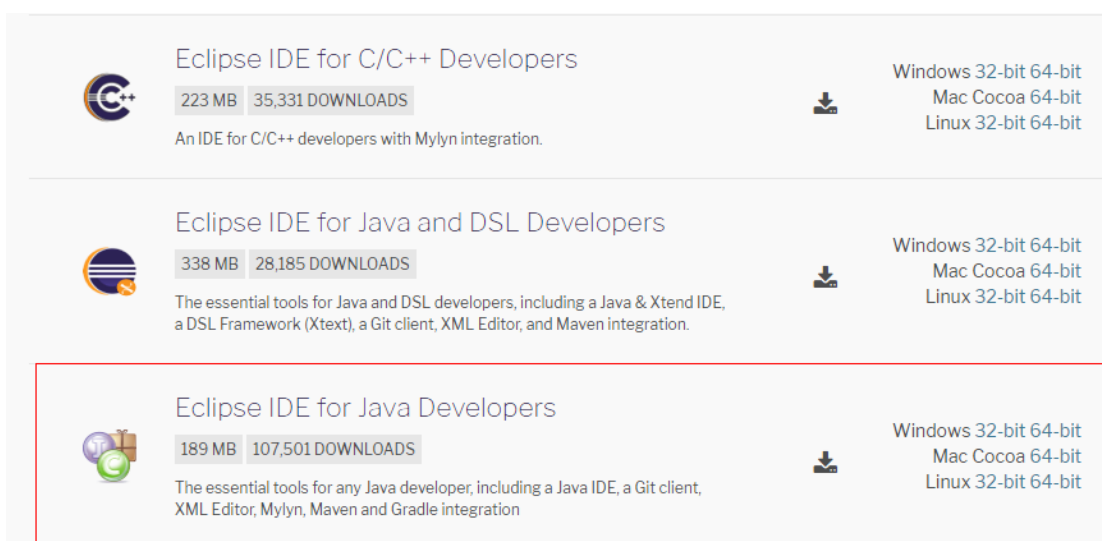 Eclipse IDE for C/C++ Developers
223 MB 35,331 DOWNLOADS
An IDE for C/C++ developers with Mylyn integration.
Windows 32-bit 64-bit
Mac Cocoa 64-bit
Linux 32-bit 64-bit
Eclipse IDE for Java and DSL Developers
338 MB 28,185 DOWNLOADS
The essential tools for Java and DSL developers, including a Java & Xtend IDE,
a DSL Framework (Xtext), a Git client, XML Editor, and Maven integration.
Windows 32-bit 64-bit
Mac Cocoa 64-bit
Linux 32-bit 64-bit
Eclipse IDE for Java Developers
189 MB 107,501 DOWNLOADS
The essential tools for any Java developer, including a Java IDE, a Git client,
XML Editor, Mylyn, Maven and Gradle integration
Windows 32-bit 64-bit
Mac Cocoa 64-bit
Linux 32-bit 64-bit